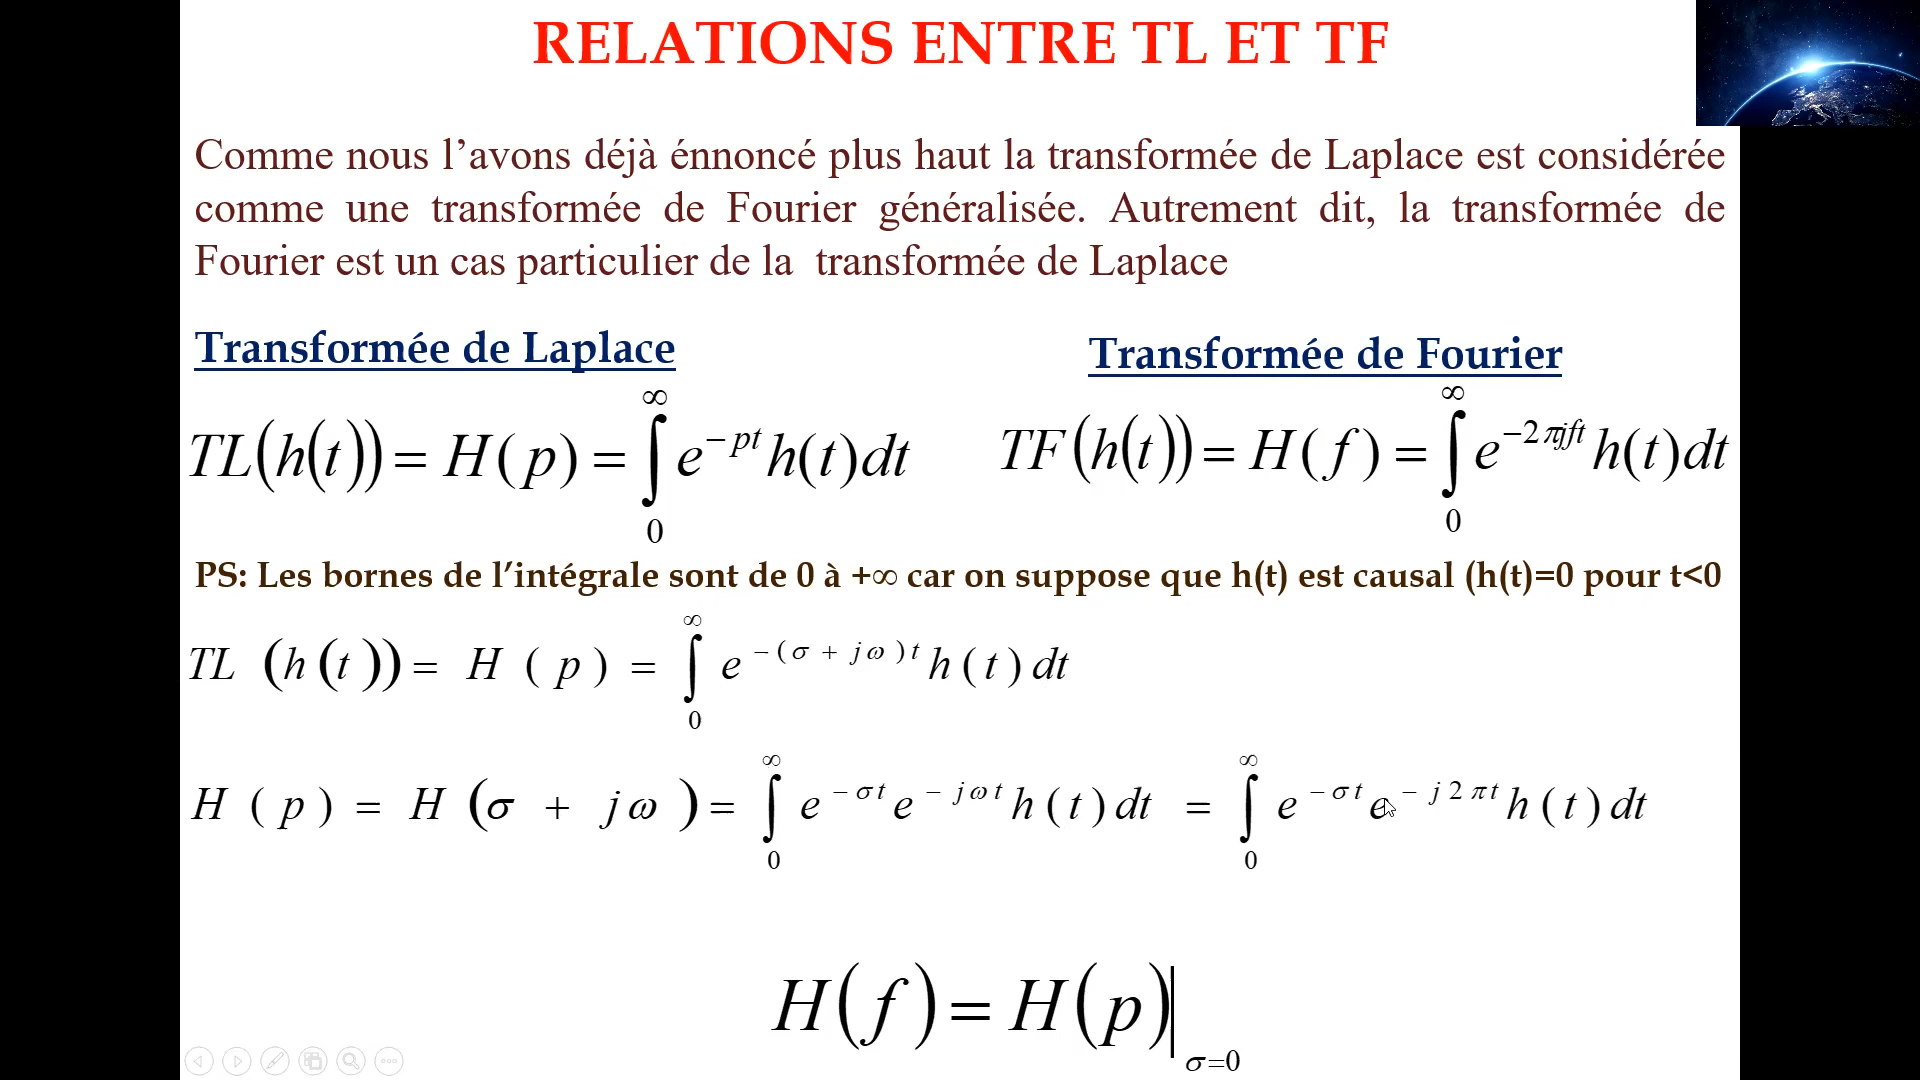 RELATIONS ENTRE TL ET TF
Comme nous l’avons déjà énnoncé plus haut la transformée de Laplace est considérée
comme une transformée de Fourier généralisée. Autrement dit, la transformée de
Fourier est un cas particulier de la transformée de Laplace
Transformée de Laplace
Transformée de Fourier
TL(h(t)) = H(p) = ∫₀^∞ e^{-pt} h(t)dt
TF(h(t)) = H(f) = ∫₀^∞ e^{-2πjft} h(t)dt
PS: Les bornes de l’intégrale sont de 0 à +∞ car on suppose que h(t) est causal (h(t)=0 pour t<0
TL (h(t)) = H(p) = ∫₀^∞ e^{-(σ + jω)t} h(t)dt
H(p) = H(σ + jω) = ∫₀^∞ e^{-σt} e^{-jωt} h(t)dt = ∫₀^∞ e^{-σt} e^{-j2πt} h(t)dt
H(f) = H(p)|_{σ=0}